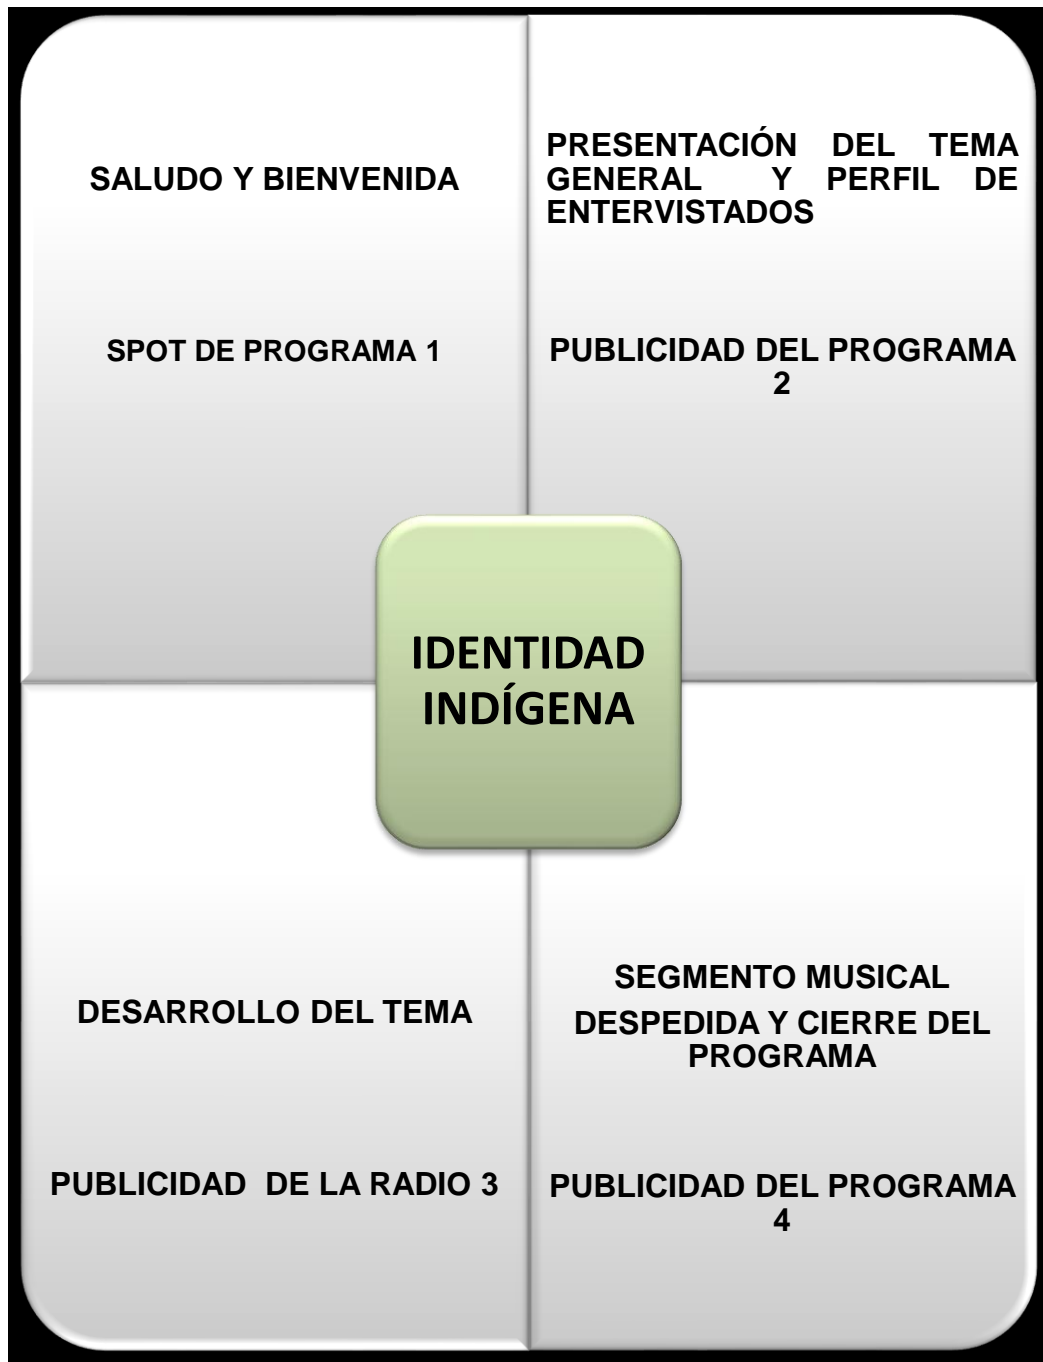 SALUDO Y BIENVENIDA
SPOT DE PROGRAMA 1
PRESENTACIÓN DEL TEMA
GENERAL Y PERFIL DE
ENTERVISTADOS
PUBLICIDAD DEL PROGRAMA
2
IDENTIDAD
INDÍGENA
DESARROLLO DEL TEMA
PUBLICIDAD DE LA RADIO 3
SEGMENTO MUSICAL
DESPEDIDA Y CIERRE DEL
PROGRAMA
PUBLICIDAD DEL PROGRAMA
4